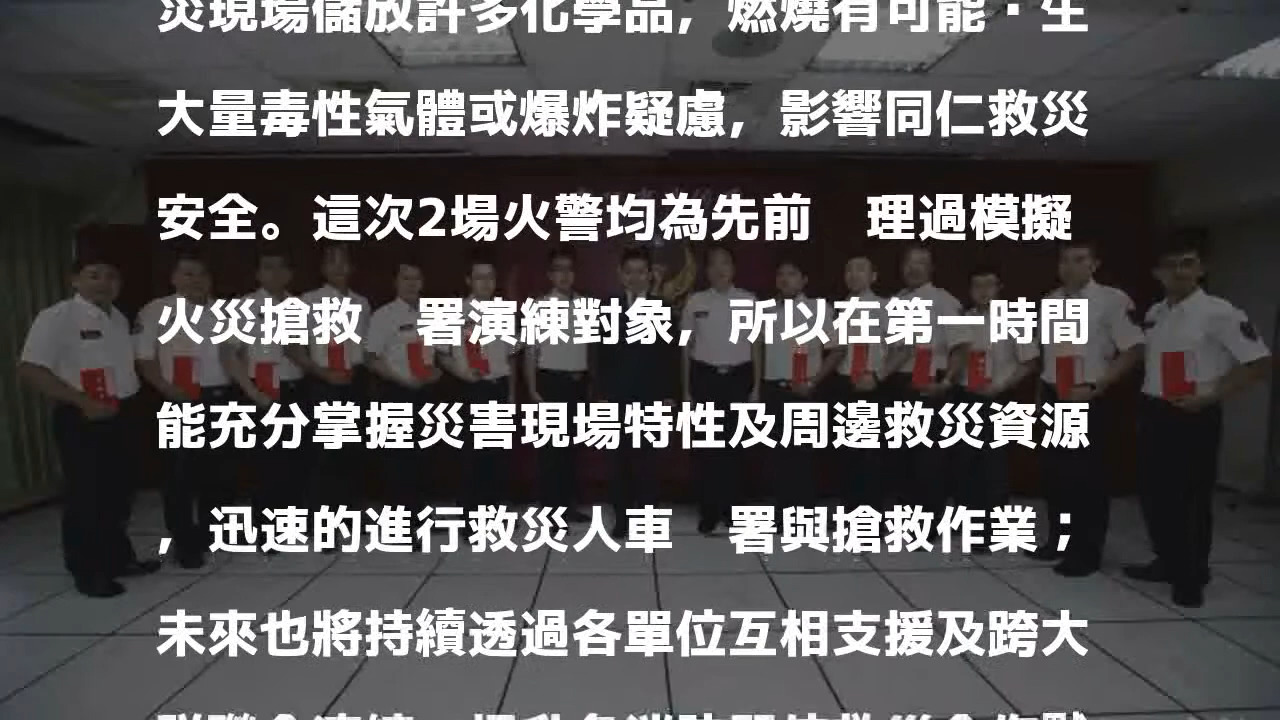 災現場儲放許多化學品，燃燒有可能·生
大量毒性氣體或爆炸疑慮，影響同仁救災
安全。這次2場火警均為先前　理過模擬
火災搶救　署演練對象，所以在第一時間
能充分掌握災害現場特性及周邊救災資源
，迅速的進行救災人車　署與搶救作業；
未來也將持續透過各單位互相支援及跨大